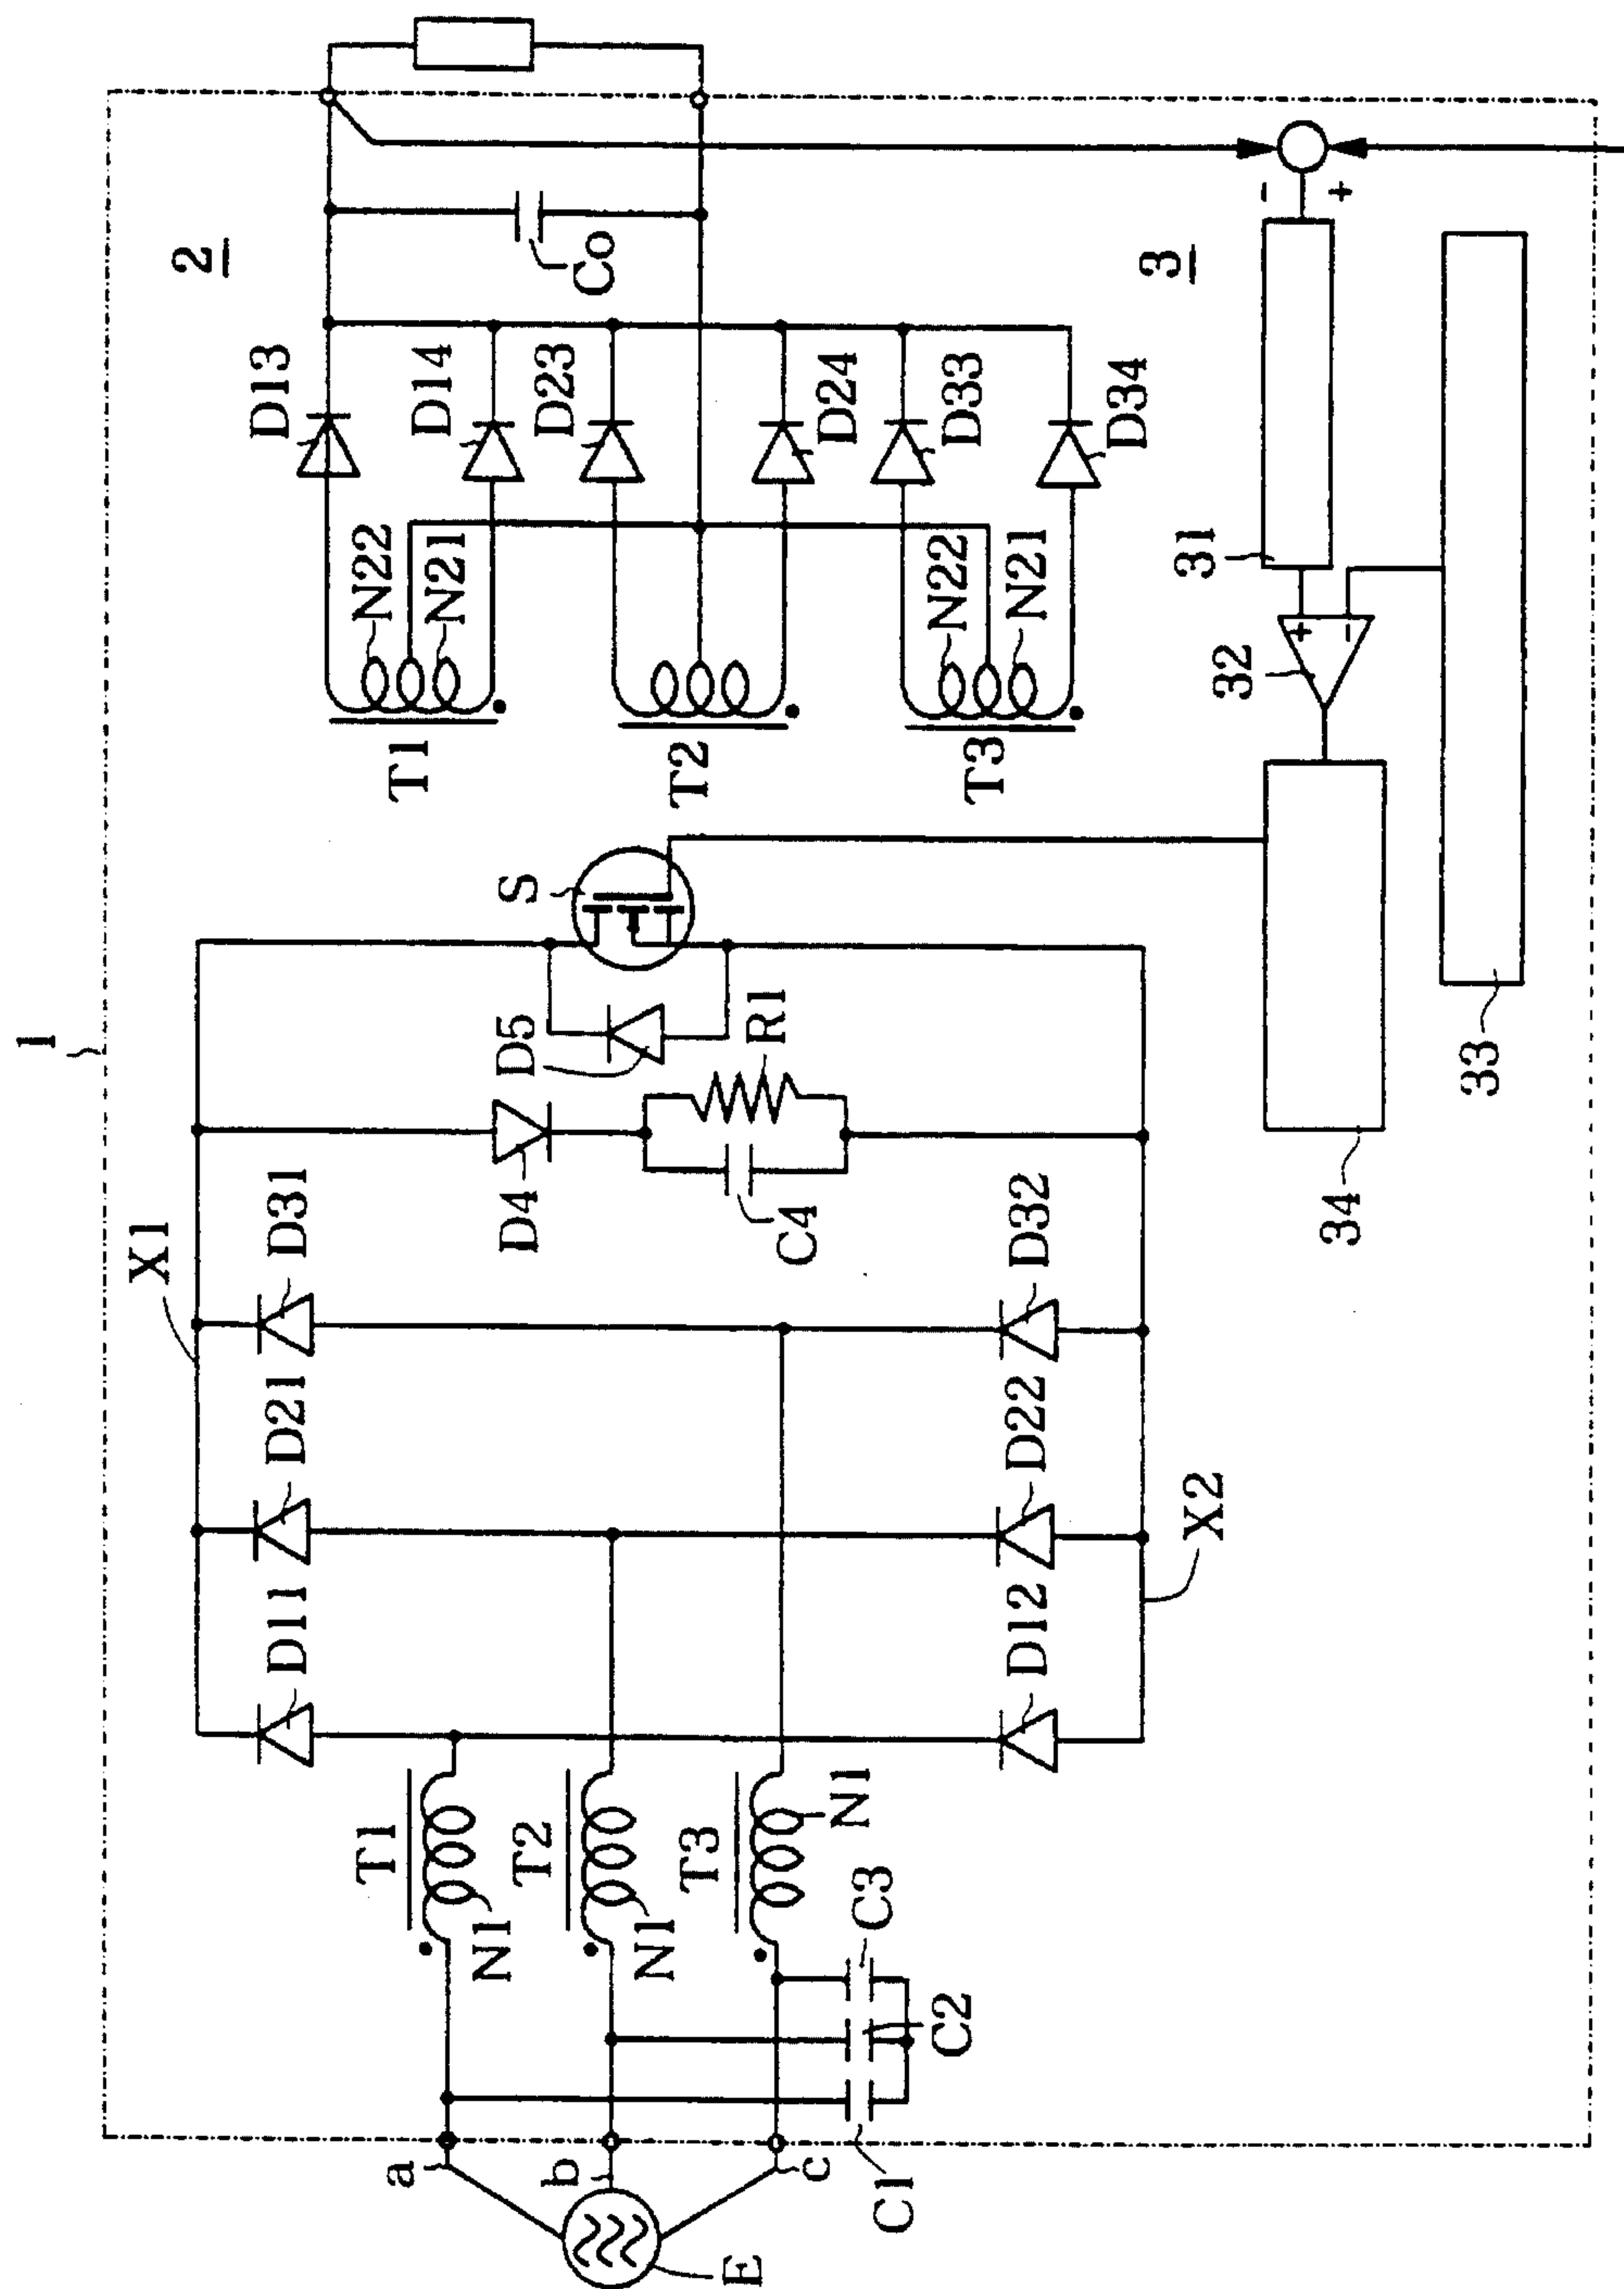 1
2
3
X1
X2
a
b
c
E
C1
C2
C3
T1
N1
T2
N1
T3
N1
D11
D21
D31
D12
D22
D32
D4
C4
R1
D5
S
T1
N22
N21
T2
T3
N22
N21
D13
D14
D23
D24
D33
D34
Co
-
+
31
32
+
-
33
34